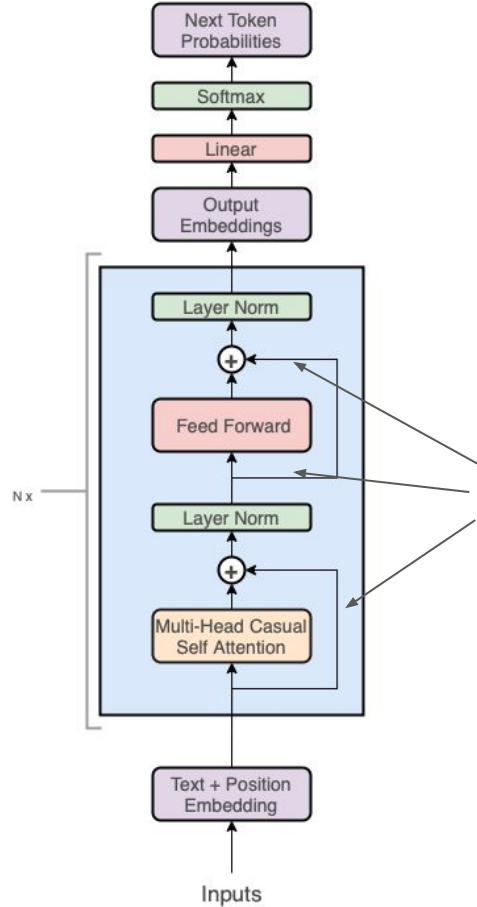 Next Token
Probabilities
Softmax
Linear
Output
Embeddings
Layer Norm
Feed Forward
N x
Layer Norm
Multi-Head Casual
Self Attention
Text + Position
Embedding
Inputs